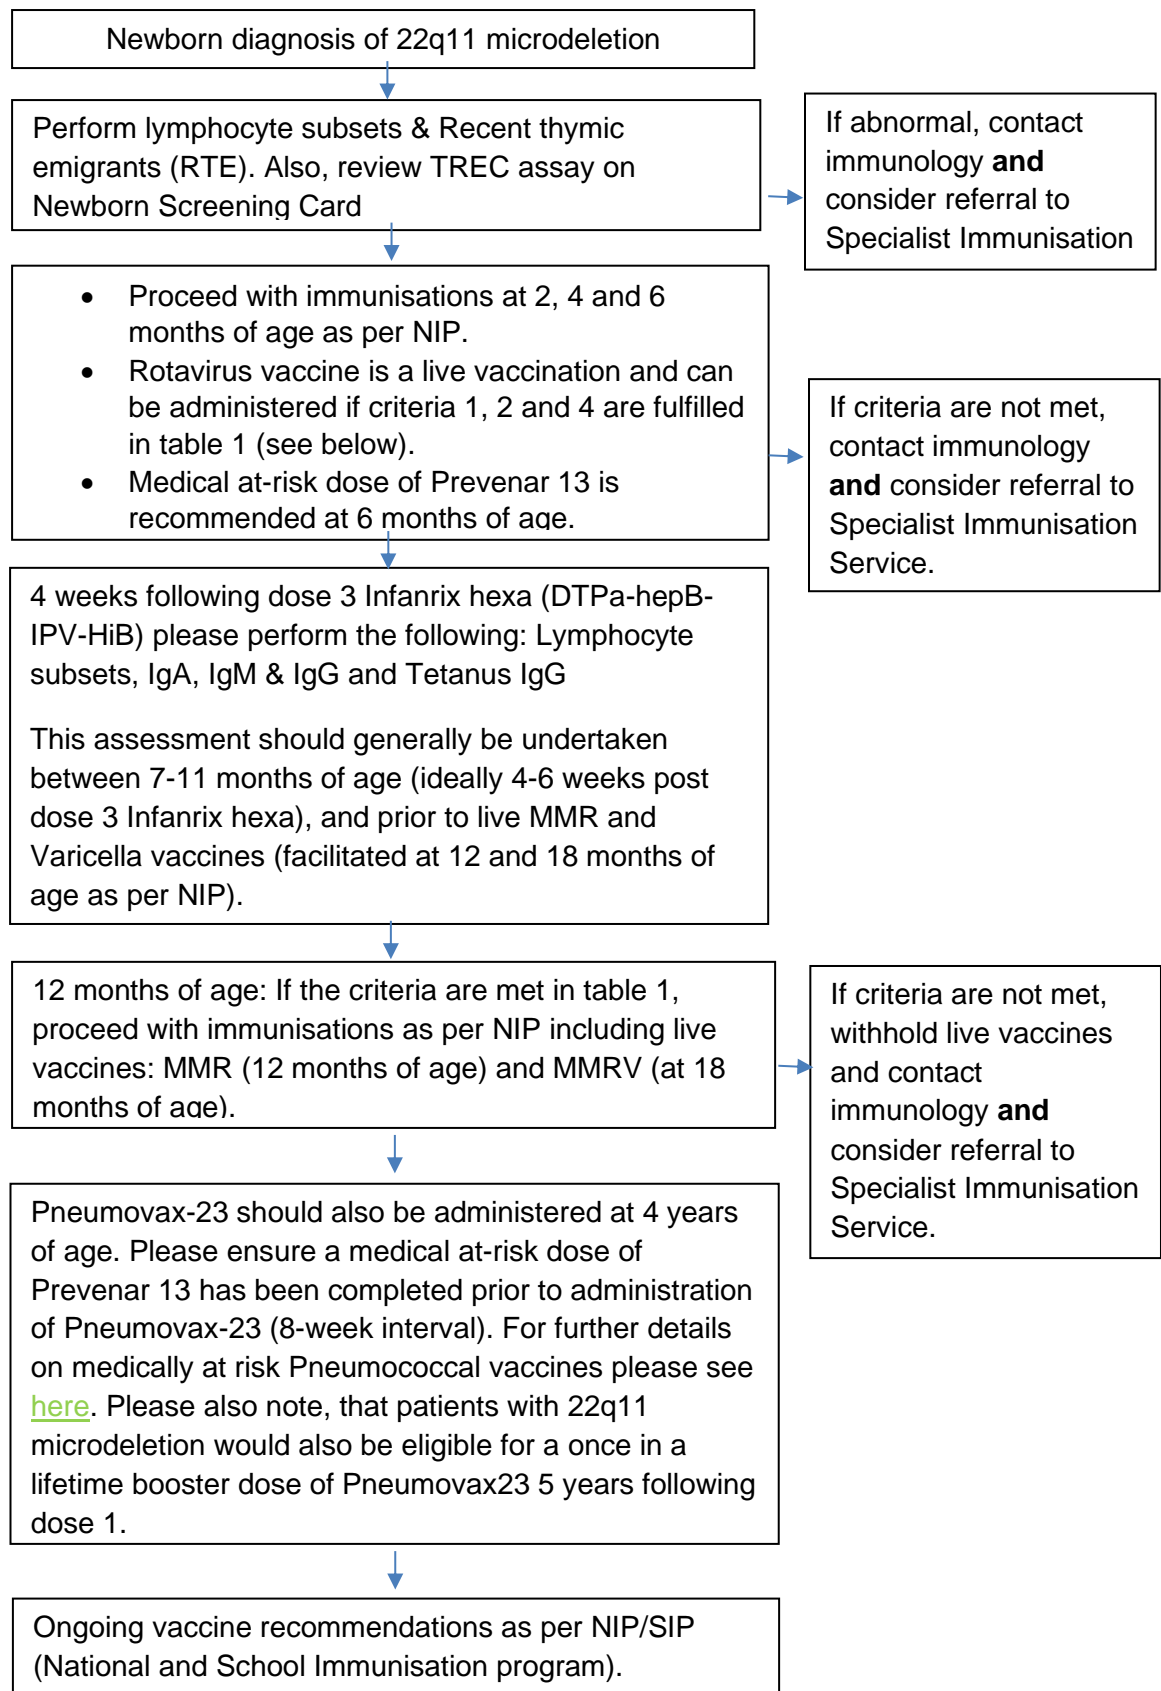 Newborn diagnosis of 22q11 microdeletion
Perform lymphocyte subsets & Recent thymic
emigrants (RTE). Also, review TREC assay on
Newborn Screening Card
If abnormal, contact
immunology and
consider referral to
Specialist Immunisation
• Proceed with immunisations at 2, 4 and 6
months of age as per NIP.
• Rotavirus vaccine is a live vaccination and can
be administered if criteria 1, 2 and 4 are fulfilled
in table 1 (see below).
• Medical at-risk dose of Prevenar 13 is
recommended at 6 months of age.
If criteria are not met,
contact immunology
and consider referral to
Specialist Immunisation
Service.
4 weeks following dose 3 Infanrix hexa (DTPa-hepB-
IPV-HiB) please perform the following: Lymphocyte
subsets, IgA, IgM & IgG and Tetanus IgG
This assessment should generally be undertaken
between 7-11 months of age (ideally 4-6 weeks post
dose 3 Infanrix hexa), and prior to live MMR and
Varicella vaccines (facilitated at 12 and 18 months of
age as per NIP).
12 months of age: If the criteria are met in table 1,
proceed with immunisations as per NIP including live
vaccines: MMR (12 months of age) and MMRV (at 18
months of age).
If criteria are not met,
withhold live vaccines
and contact
immunology and
consider referral to
Specialist Immunisation
Service.
Pneumovax-23 should also be administered at 4 years
of age. Please ensure a medical at-risk dose of
Prevenar 13 has been completed prior to administration
of Pneumovax-23 (8-week interval). For further details
on medically at risk Pneumococcal vaccines please see
here. Please also note, that patients with 22q11
microdeletion would also be eligible for a once in a
lifetime booster dose of Pneumovax23 5 years following
dose 1.
Ongoing vaccine recommendations as per NIP/SIP
(National and School Immunisation program).